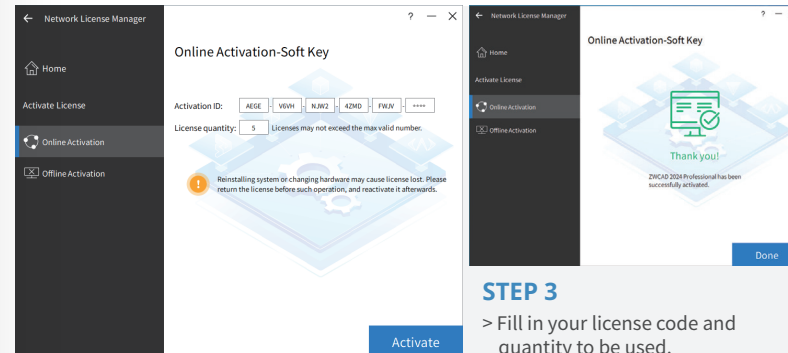 Network License Manager
Home
Activate License
Online Activation
Offline Activation
Online Activation-Soft Key
Activation ID: AEGE - V6VH - NJW2 - 4ZMD - FWJV - ****
License quantity: 5 Licenses may not exceed the max valid number.
! Reinstalling system or changing hardware may cause license lost. Please
return the license before such operation, and reactivate it afterwards.
Activate
Network License Manager
Home
Activate License
Online Activation
Offline Activation
Online Activation-Soft Key
Thank you!
ZWCAD 2024 Professional has been
successfully activated.
Done
STEP 3
> Fill in your license code and
quantity to be used.